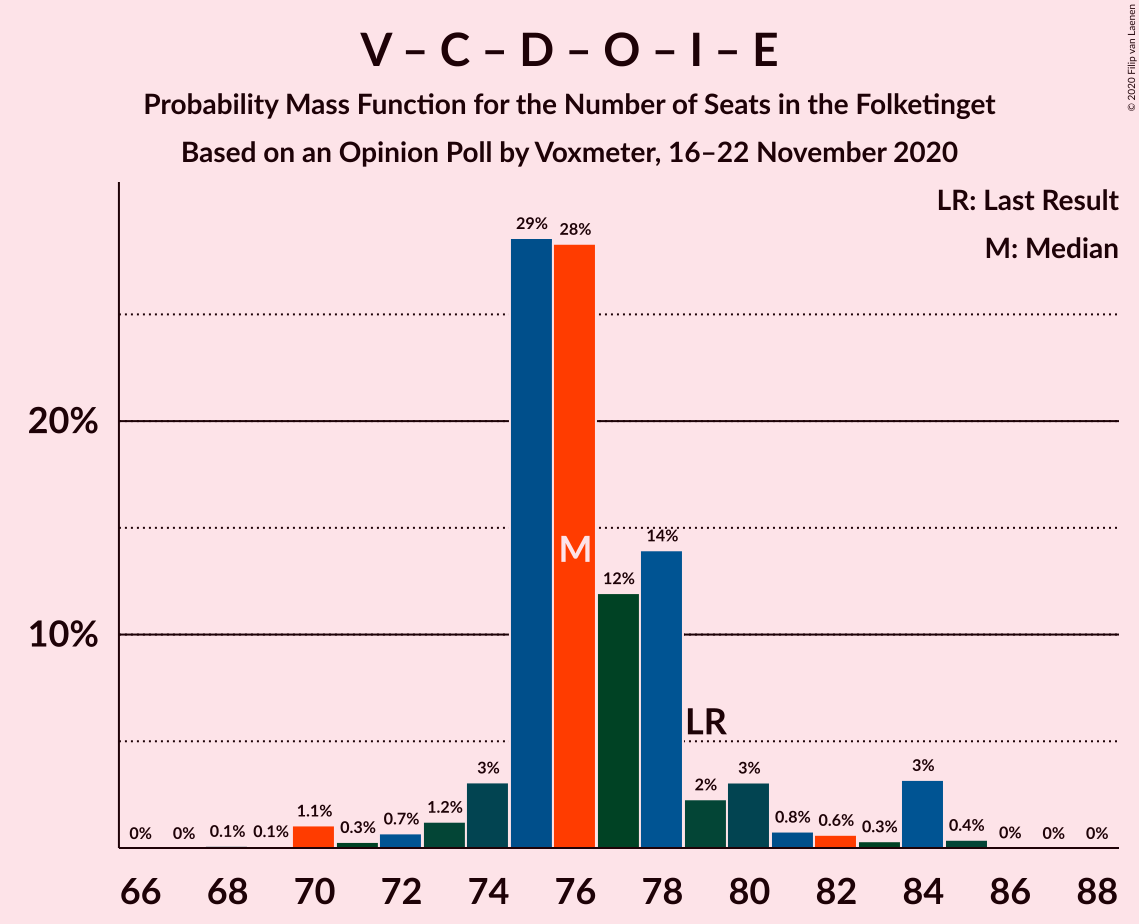 V – C – D – O – I – E
Probability Mass Function for the Number of Seats in the Folketinget
Based on an Opinion Poll by Voxmeter, 16–22 November 2020
© 2020 Filip van Laenen
LR: Last Result
M: Median
20%
10%
0%
0%
0.1%
0.1%
1.1%
0.3%
0.7%
1.2%
3%
29%
28%
12%
14%
2%
3%
0.8%
0.6%
0.3%
3%
0.4%
0%
0%
0%
M
LR
66 68 70 72 74 76 78 80 82 84 86 88